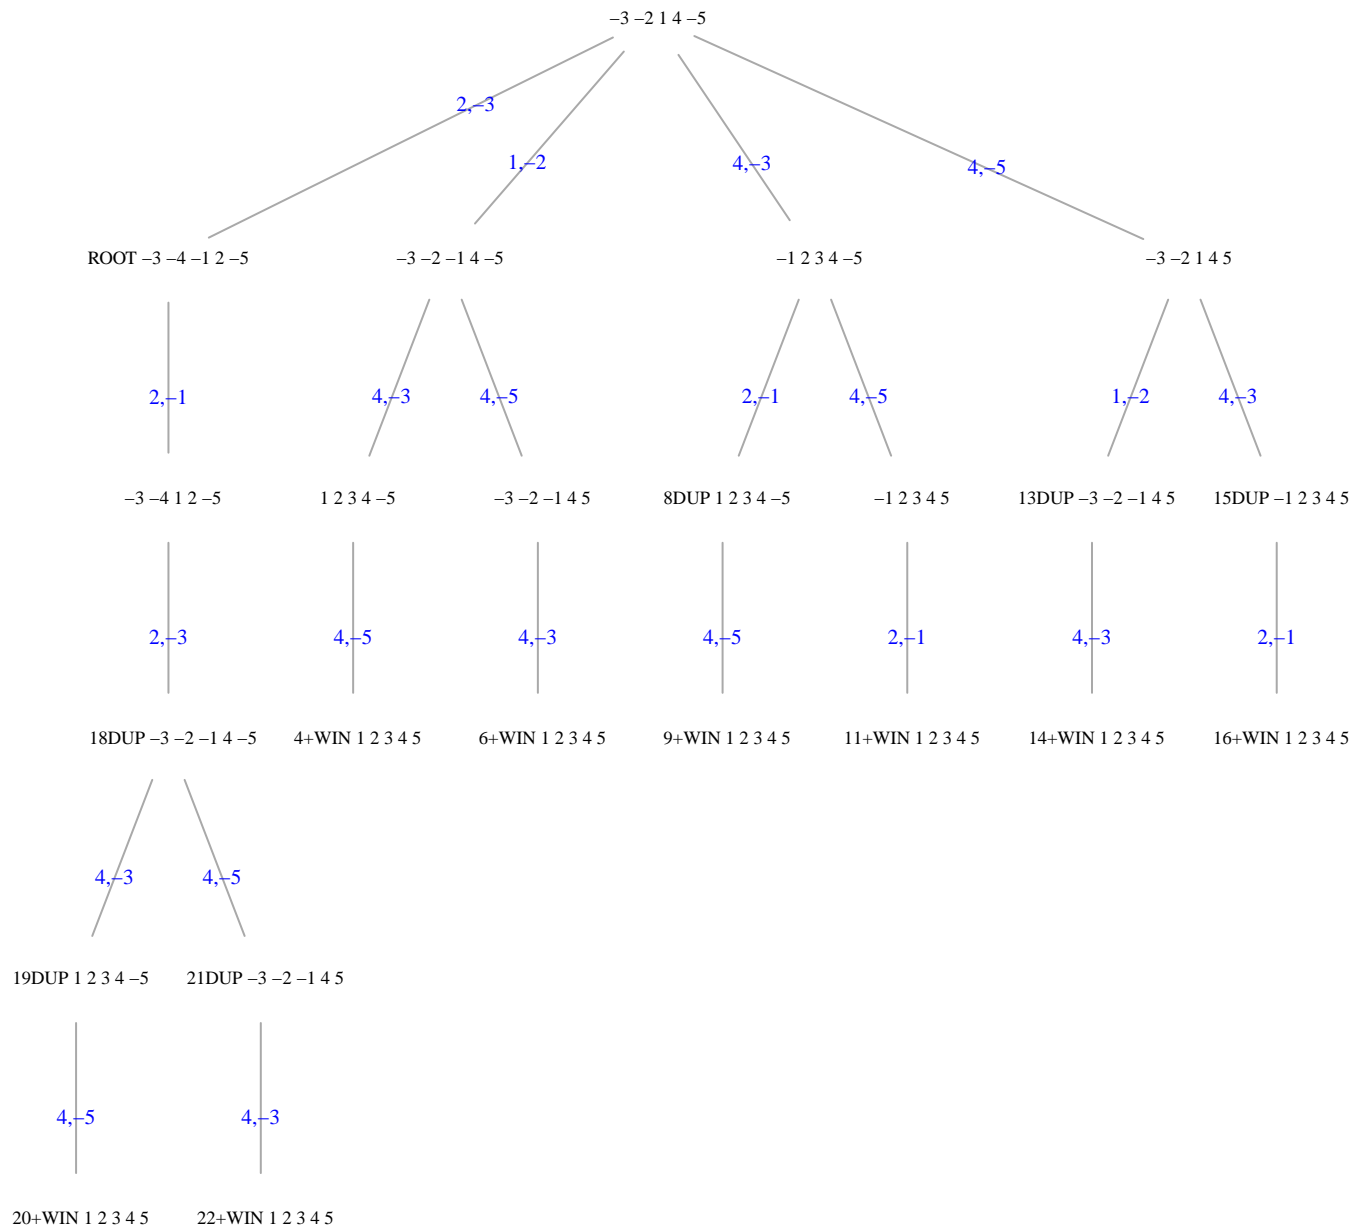 −3 −2 1 4 −5
2,−3
1,−2
4,−3
4,−5
ROOT −3 −4 −1 2 −5
−3 −2 −1 4 −5
−1 2 3 4 −5
−3 −2 1 4 5
2,−1
4,−3
4,−5
2,−1
4,−5
1,−2
4,−3
−3 −4 1 2 −5
1 2 3 4 −5
−3 −2 −1 4 5
8DUP 1 2 3 4 −5
−1 2 3 4 5
13DUP −3 −2 −1 4 5
15DUP −1 2 3 4 5
2,−3
4,−5
4,−3
4,−5
2,−1
4,−3
2,−1
18DUP −3 −2 −1 4 −5
4+WIN 1 2 3 4 5
6+WIN 1 2 3 4 5
9+WIN 1 2 3 4 5
11+WIN 1 2 3 4 5
14+WIN 1 2 3 4 5
16+WIN 1 2 3 4 5
4,−3
4,−5
19DUP 1 2 3 4 −5
21DUP −3 −2 −1 4 5
4,−5
4,−3
20+WIN 1 2 3 4 5
22+WIN 1 2 3 4 5